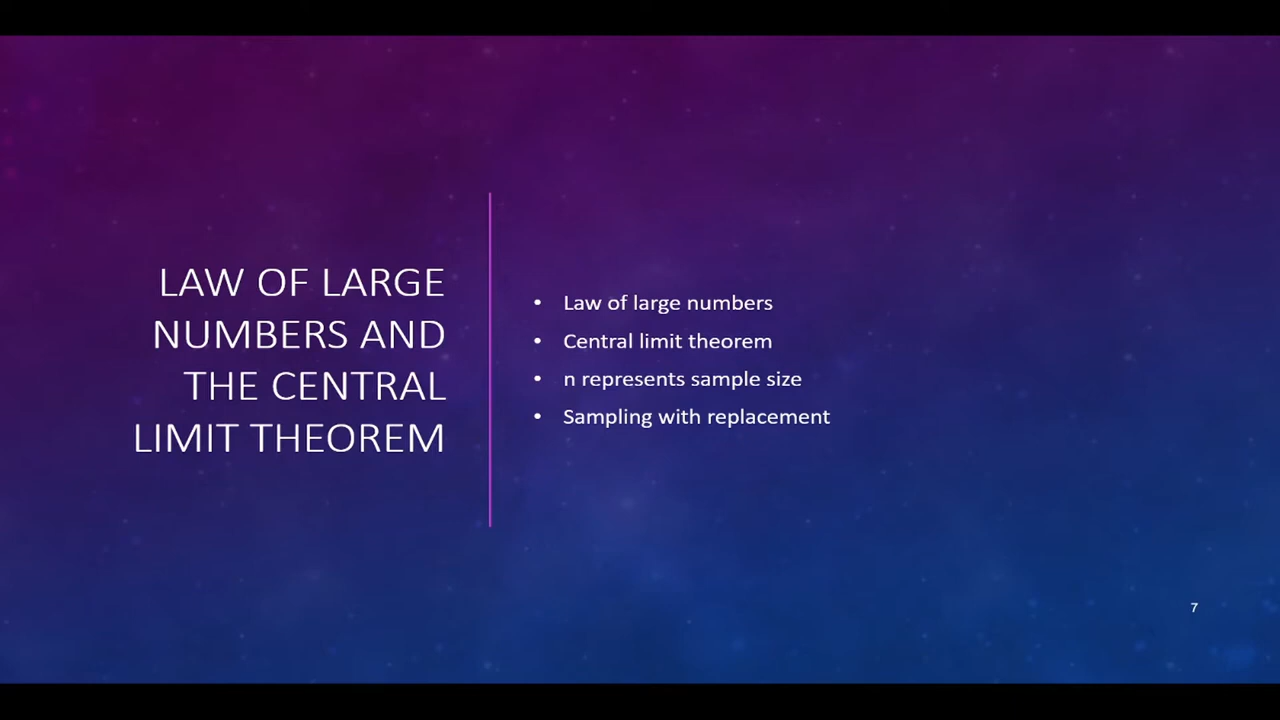 LAW OF LARGE
NUMBERS AND
THE CENTRAL
LIMIT THEOREM
• Law of large numbers
• Central limit theorem
• n represents sample size
• Sampling with replacement
7